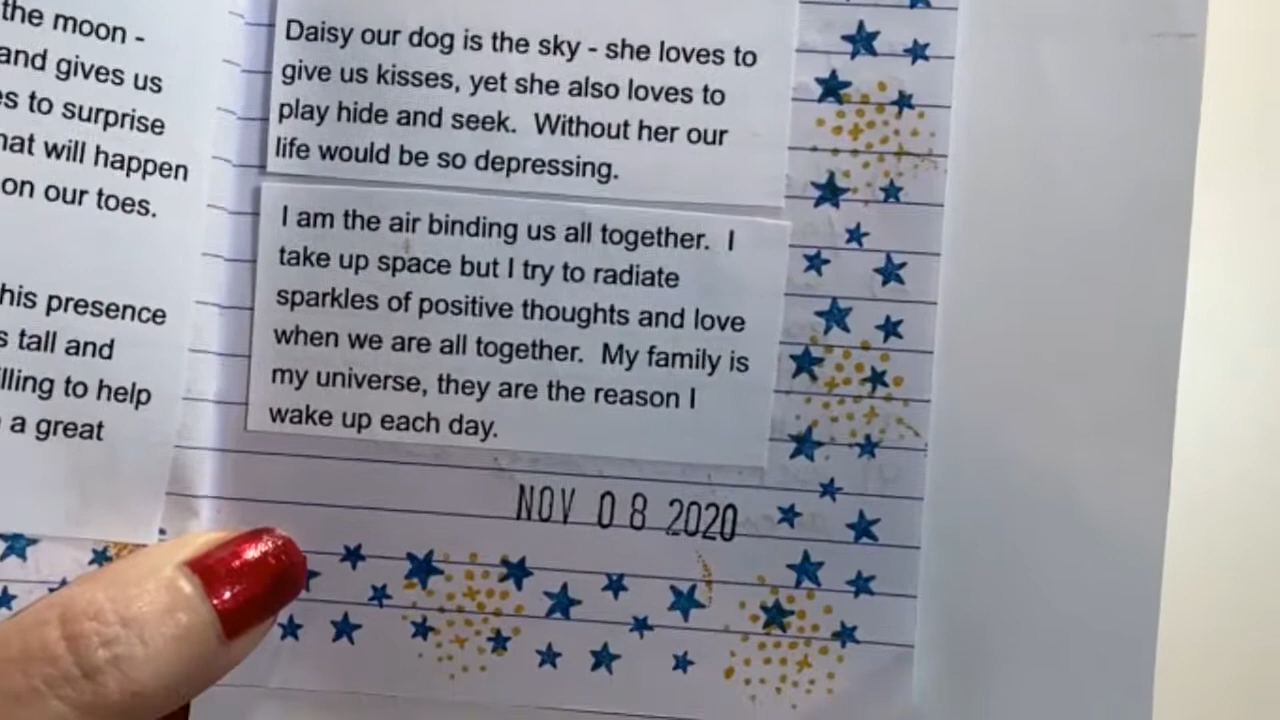 the moon -
and gives us
to surprise
will happen
on our toes.
his presence
tall and
to help
a great
Daisy our dog is the sky - she loves to
give us kisses, yet she also loves to
play hide and seek. Without her our
life would be so depressing.
I am the air binding us all together. I
take up space but I try to radiate
sparkles of positive thoughts and love
when we are all together. My family is
my universe, they are the reason I
wake up each day.
NOV 08 2020